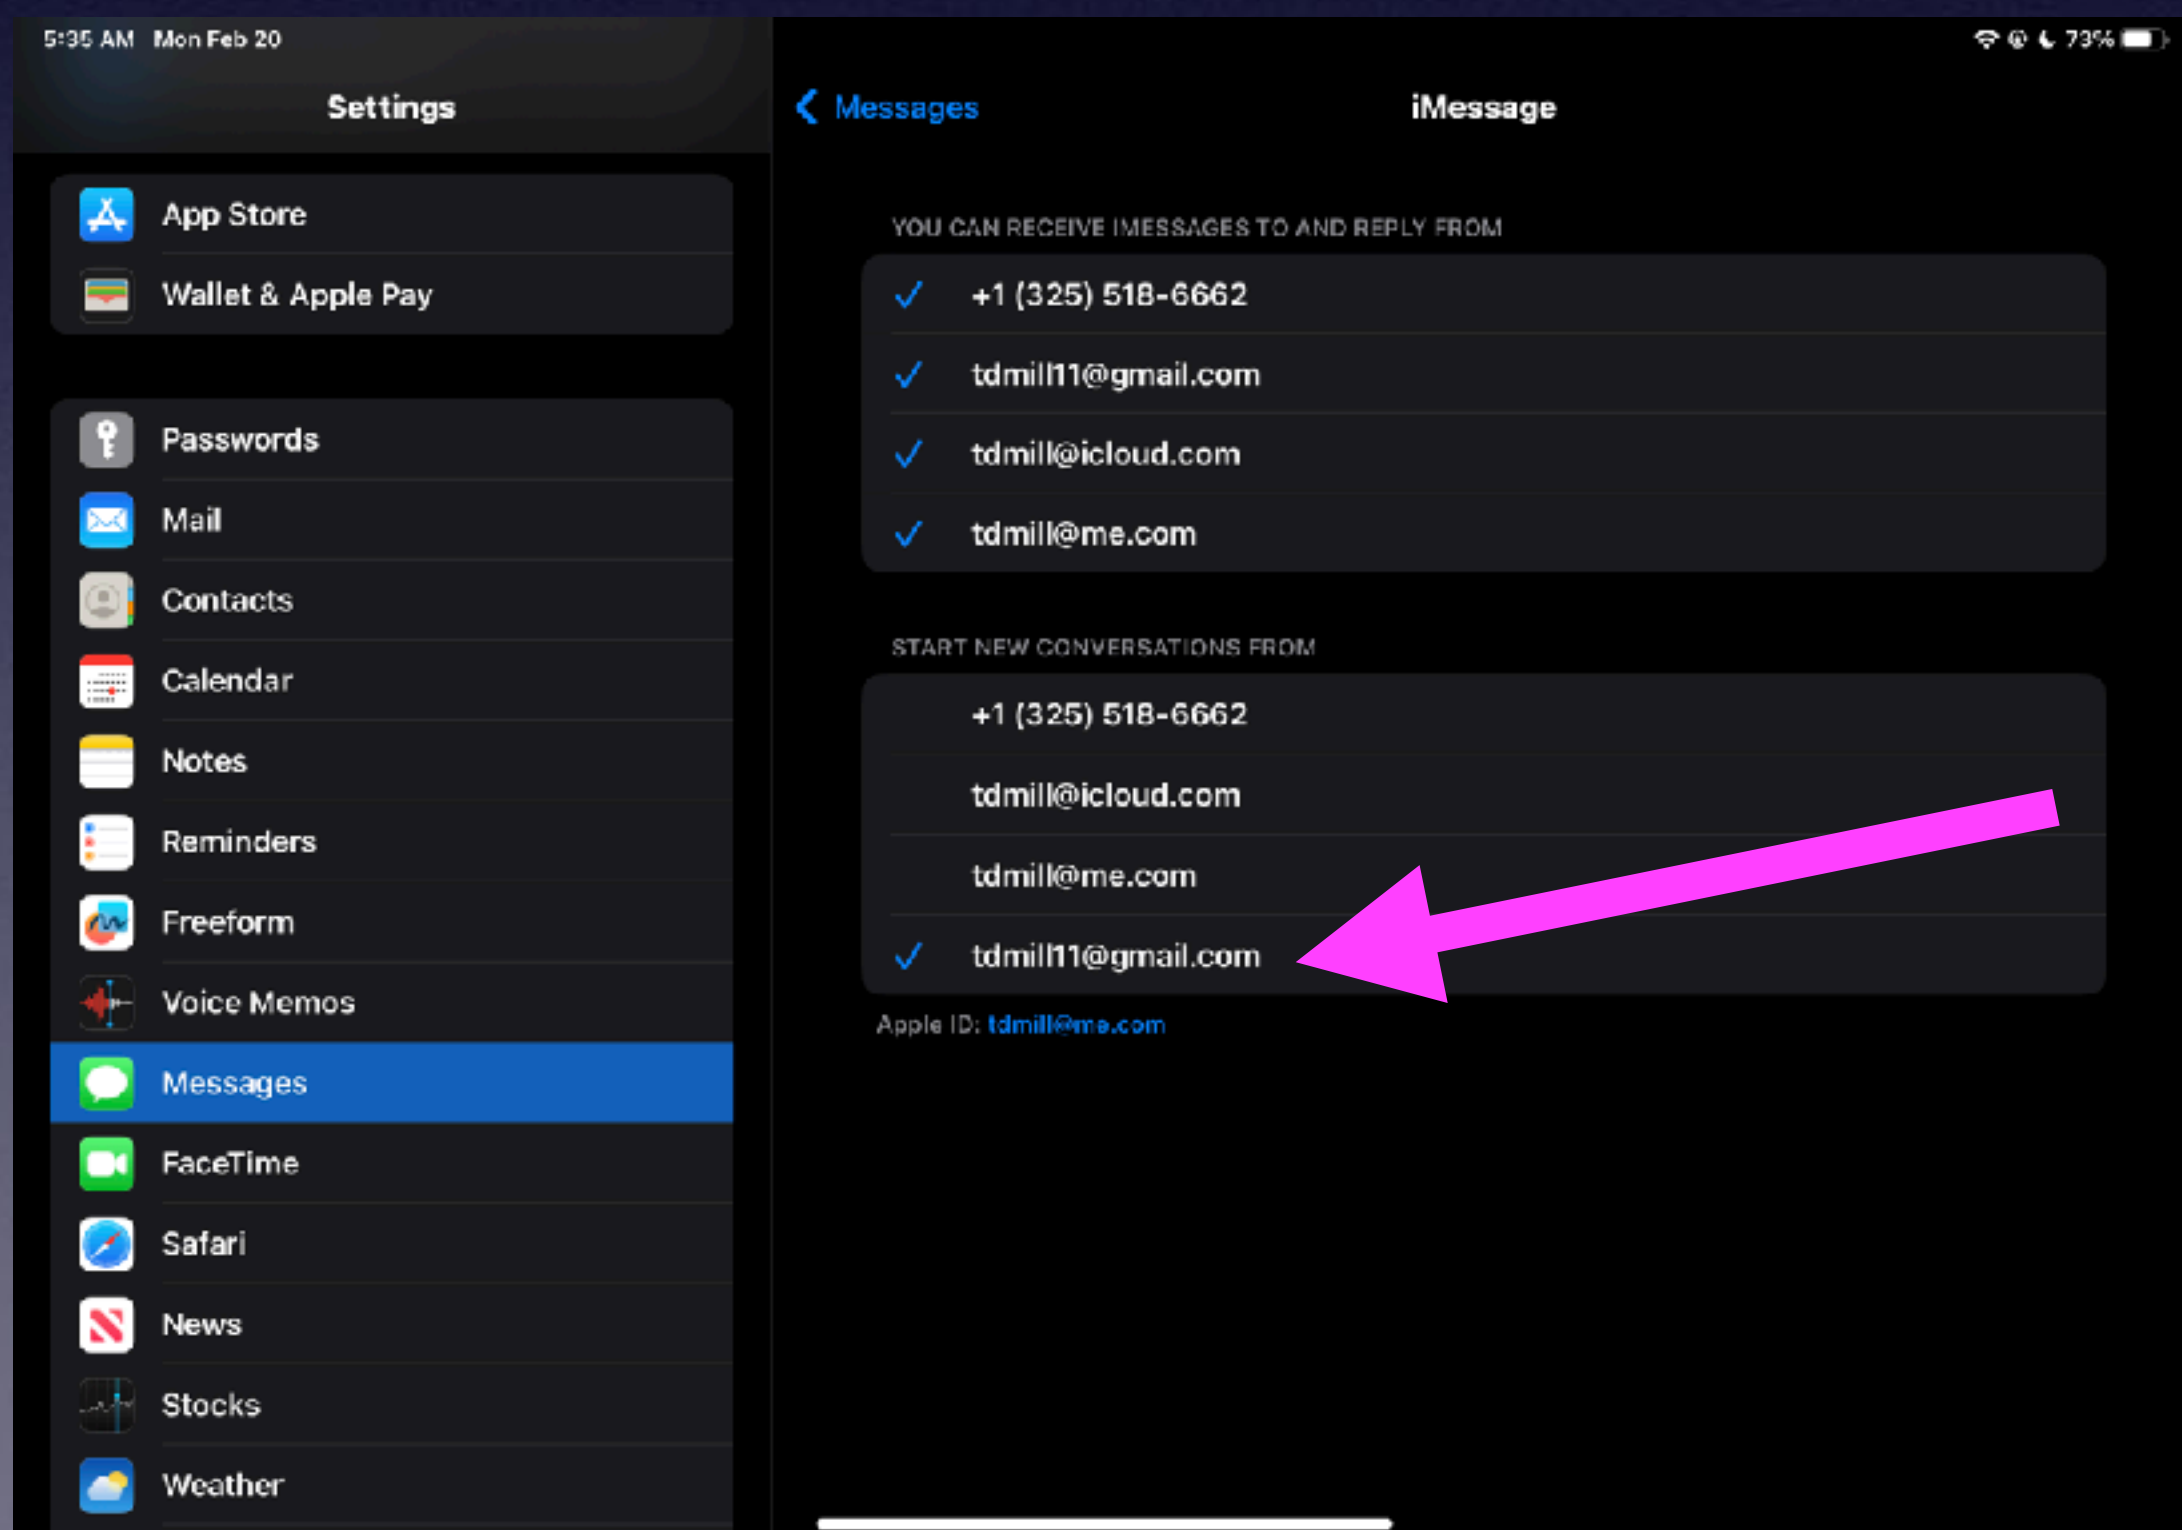 5:35 AM Mon Feb 20
73%
Settings
App Store
Wallet & Apple Pay
Passwords
Mail
Contacts
Calendar
Notes
Reminders
Freeform
Voice Memos
Messages
FaceTime
Safari
News
Stocks
Weather
Messages
iMessage
YOU CAN RECEIVE IMESSAGES TO AND REPLY FROM
+1 (325) 518-6662
tdmill11@gmail.com
tdmill@icloud.com
tdmill@me.com
START NEW CONVERSATIONS FROM
+1 (325) 518-6662
tdmill@icloud.com
tdmill@me.com
tdmill11@gmail.com
Apple ID: tdmill@me.com